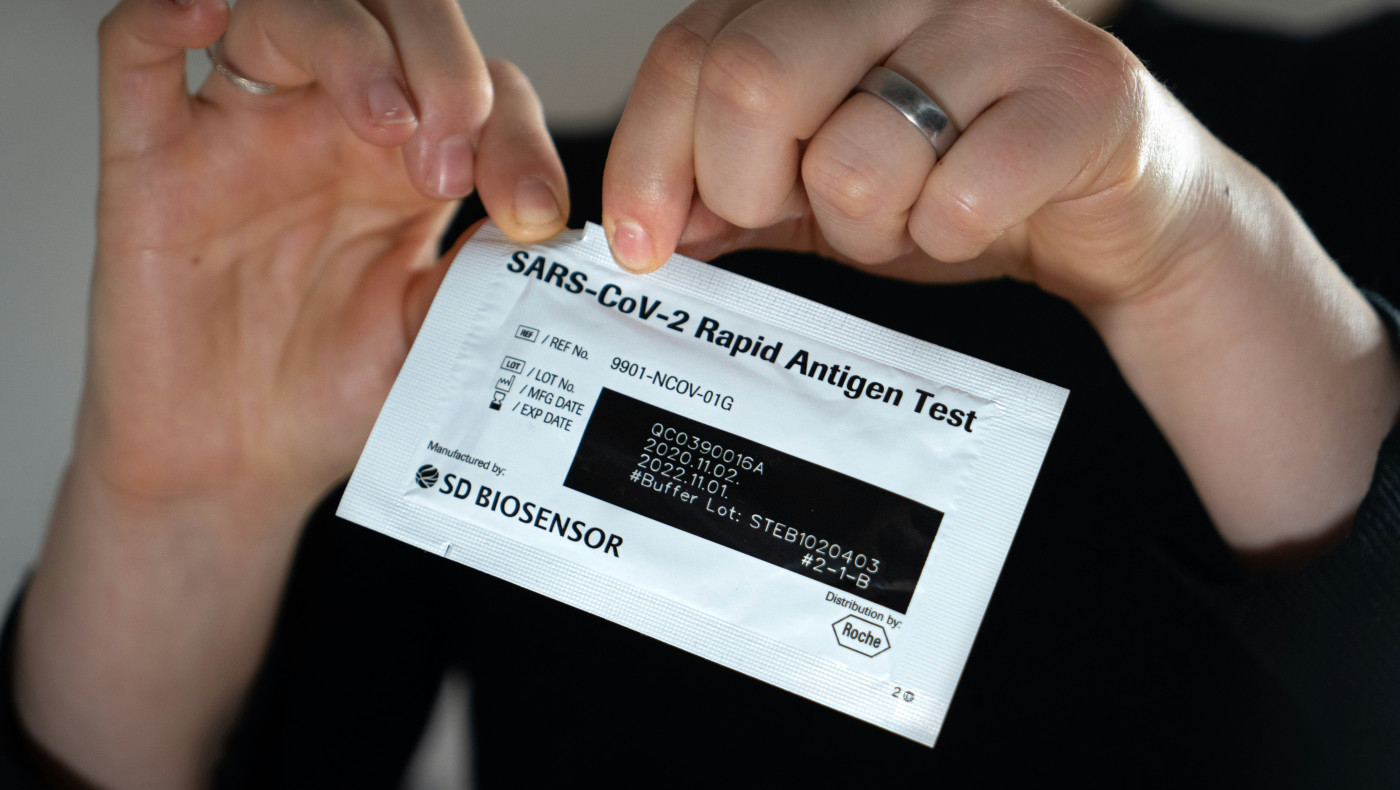 SARS-CoV-2 Rapid Antigen Test
REF / REF No. 9901-NCOV-01G
LOT / LOT No. QC0390016A
/ MFG DATE 2020.11.02.
/ EXP DATE 2022.11.01.
#Buffer Lot: STEB1020403
#2-1-B
Manufactured by:
SD BIOSENSOR
Distribution by:
Roche
2